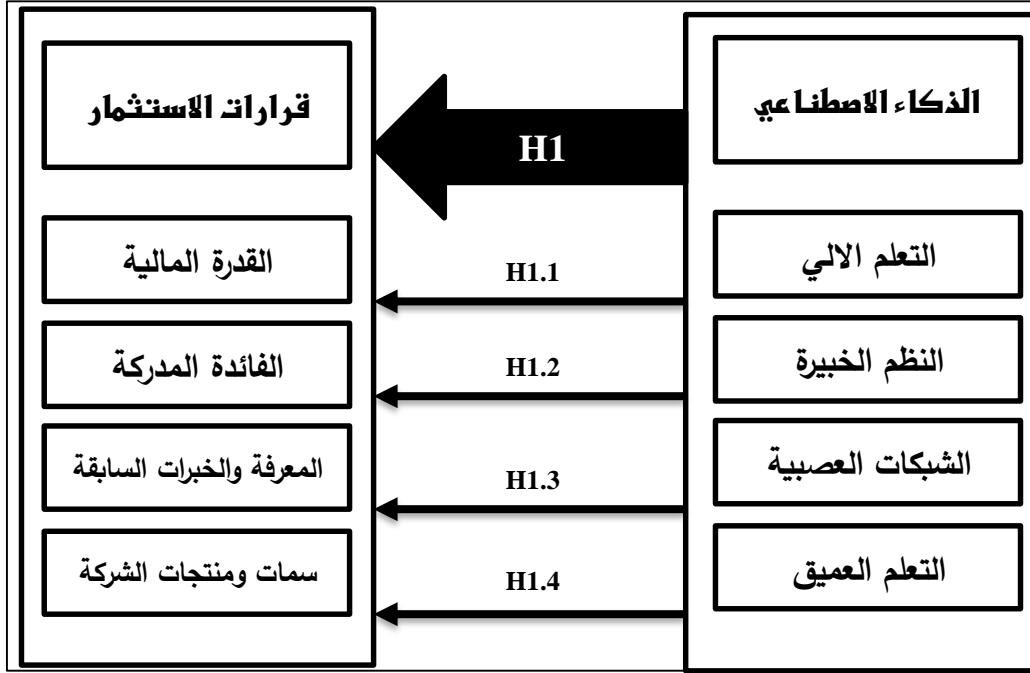 الذكاء الاصطناعي
قرارات الاستثمار
H1
التعلم الالي
H1.1
القدرة المالية
النظم الخبيرة
H1.2
الفائدة المدركة
الشبكات العصبية
H1.3
المعرفة والخبرات السابقة
التعلم العميق
H1.4
سمات ومنتجات الشركة